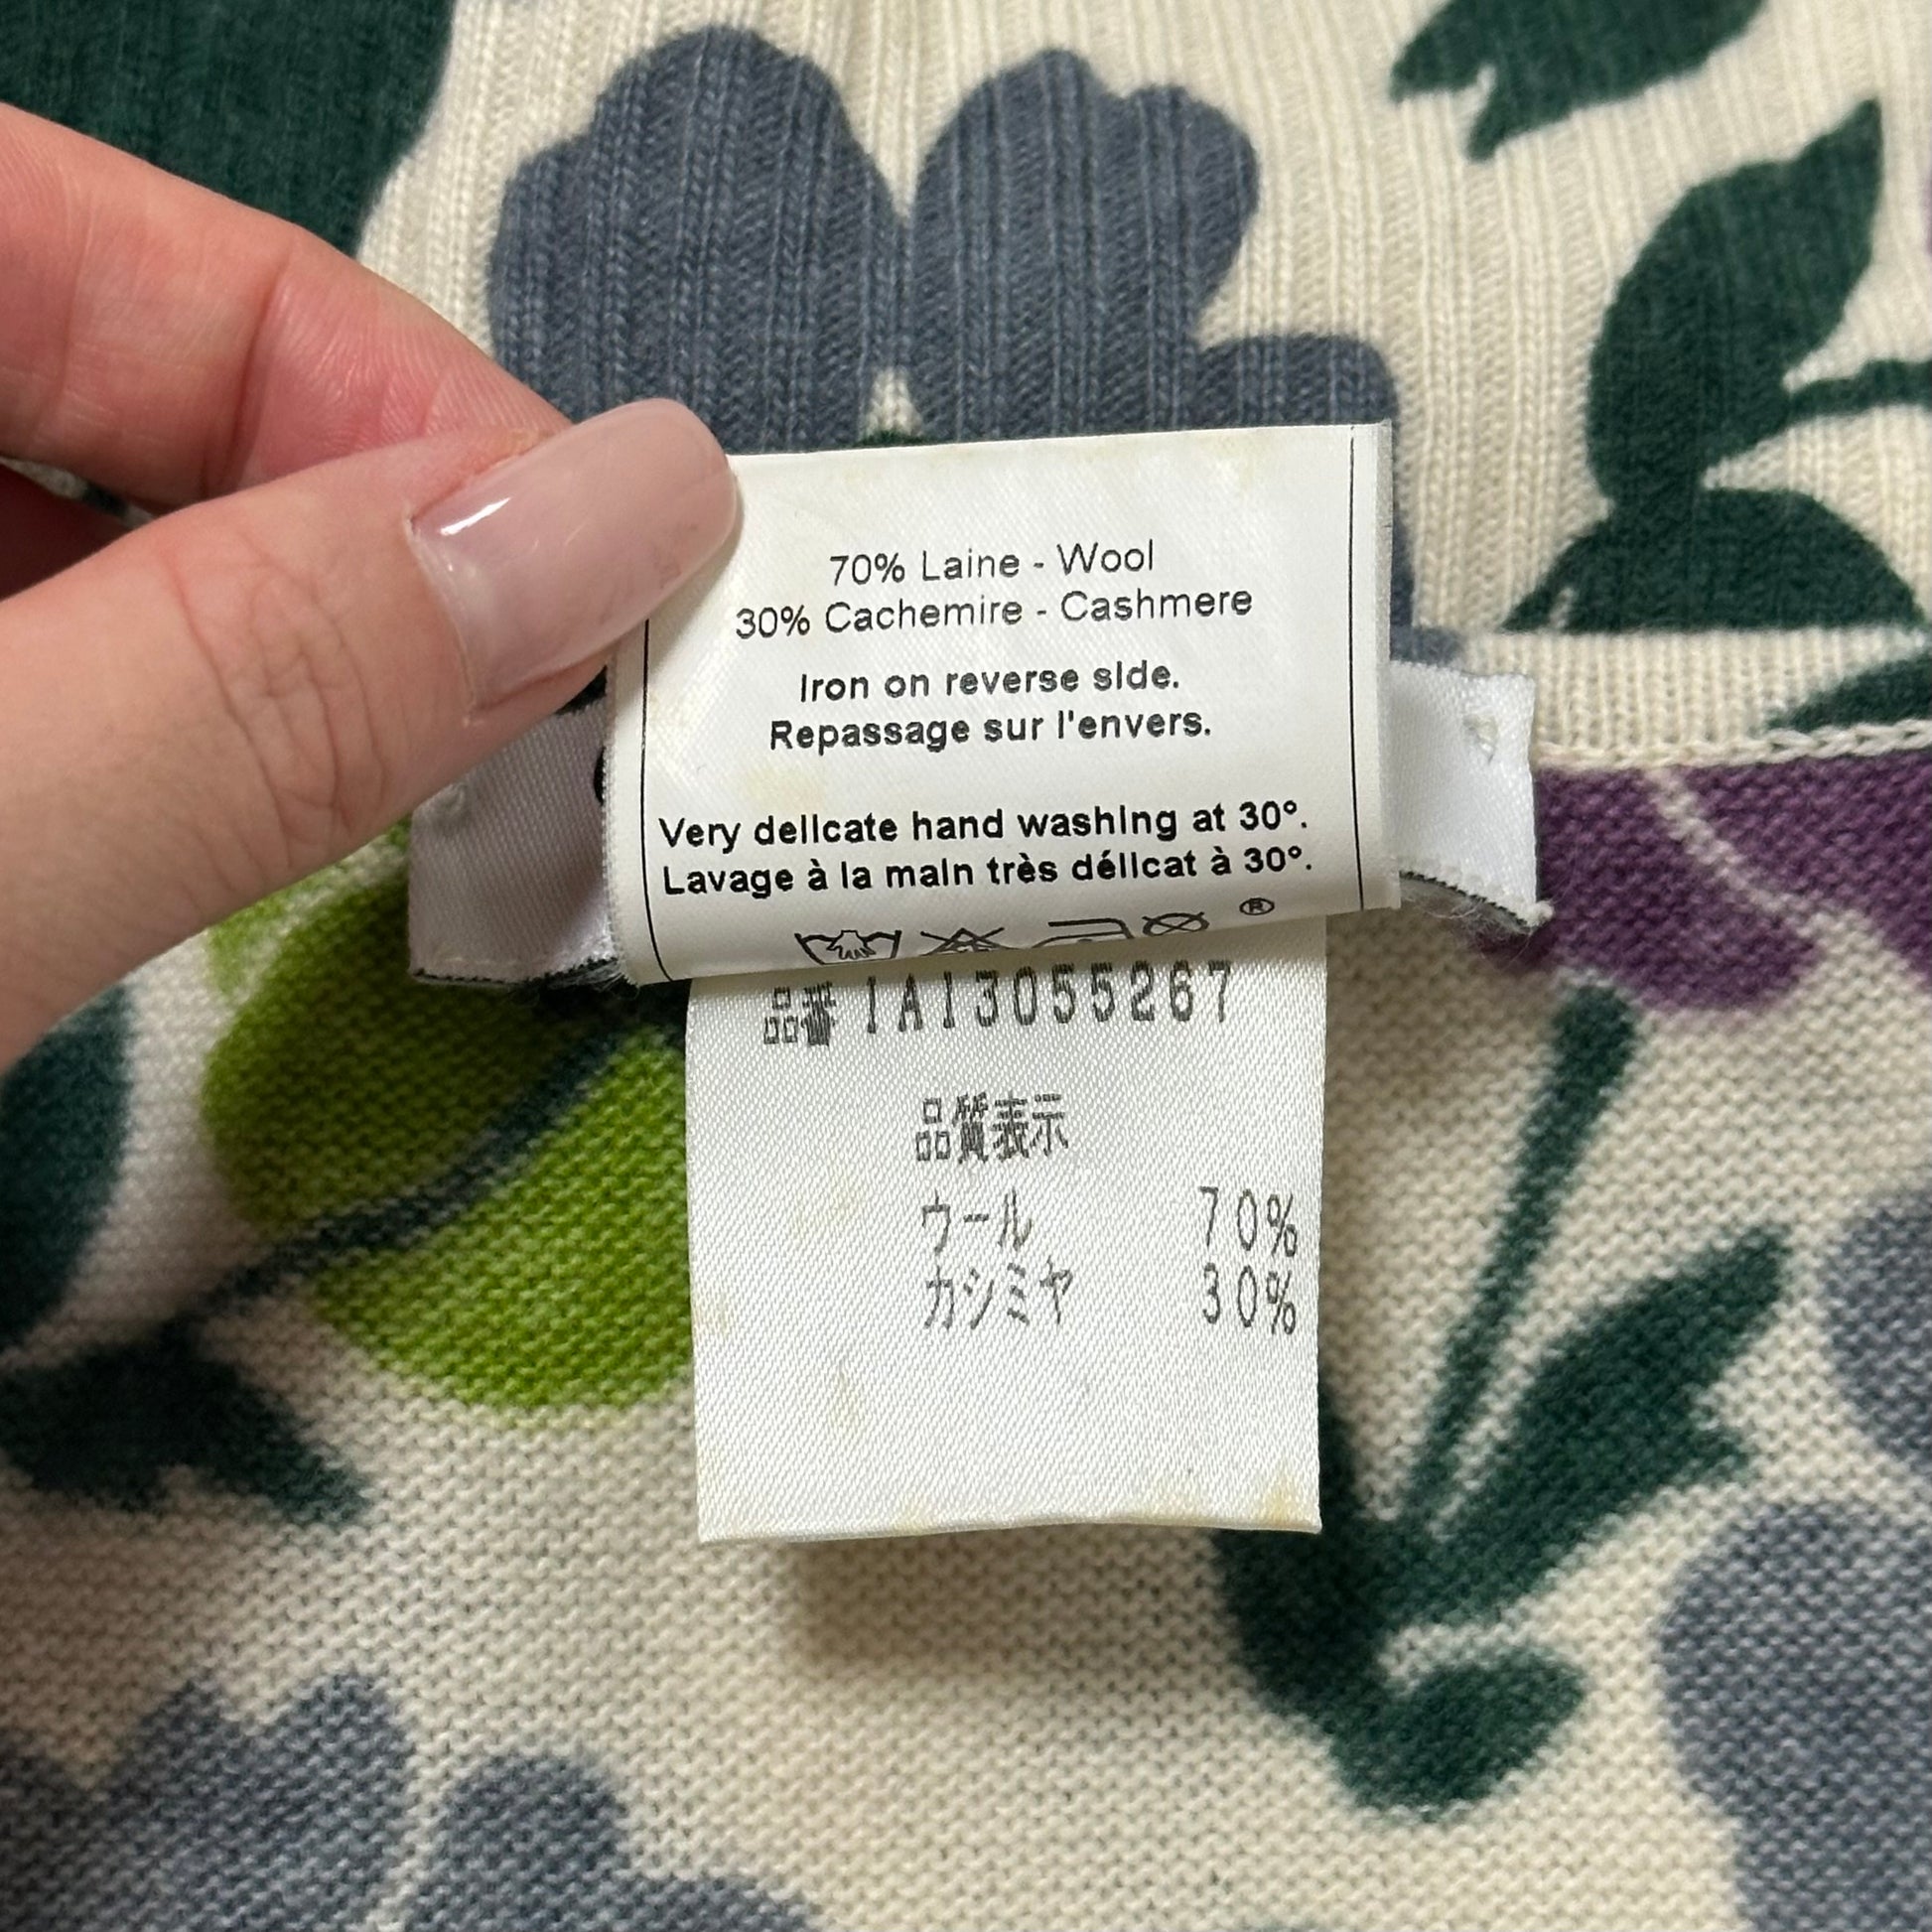 70% Laine - Wool
30% Cachemire - Cashmere
Iron on reverse side.
Repassage sur l'envers.
Very delicate hand washing at 30°.
Lavage à la main très délicat à 30°.
®
品番 1A13055267
品質表示
ウール 70%
カシミヤ 30%